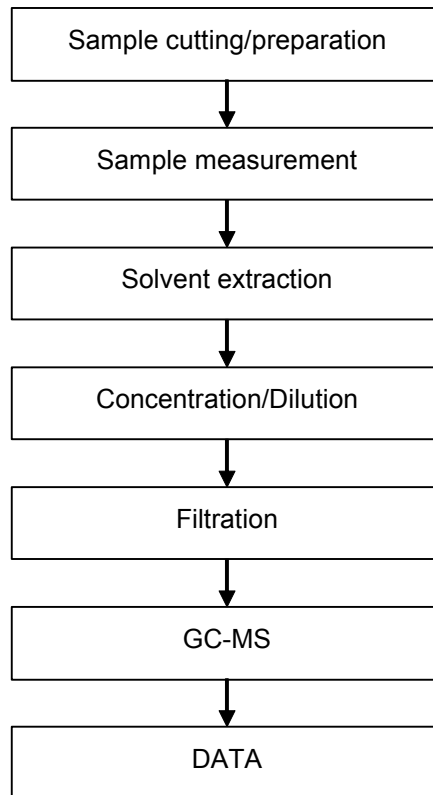 Sample cutting/preparation
Sample measurement
Solvent extraction
Concentration/Dilution
Filtration
GC-MS
DATA